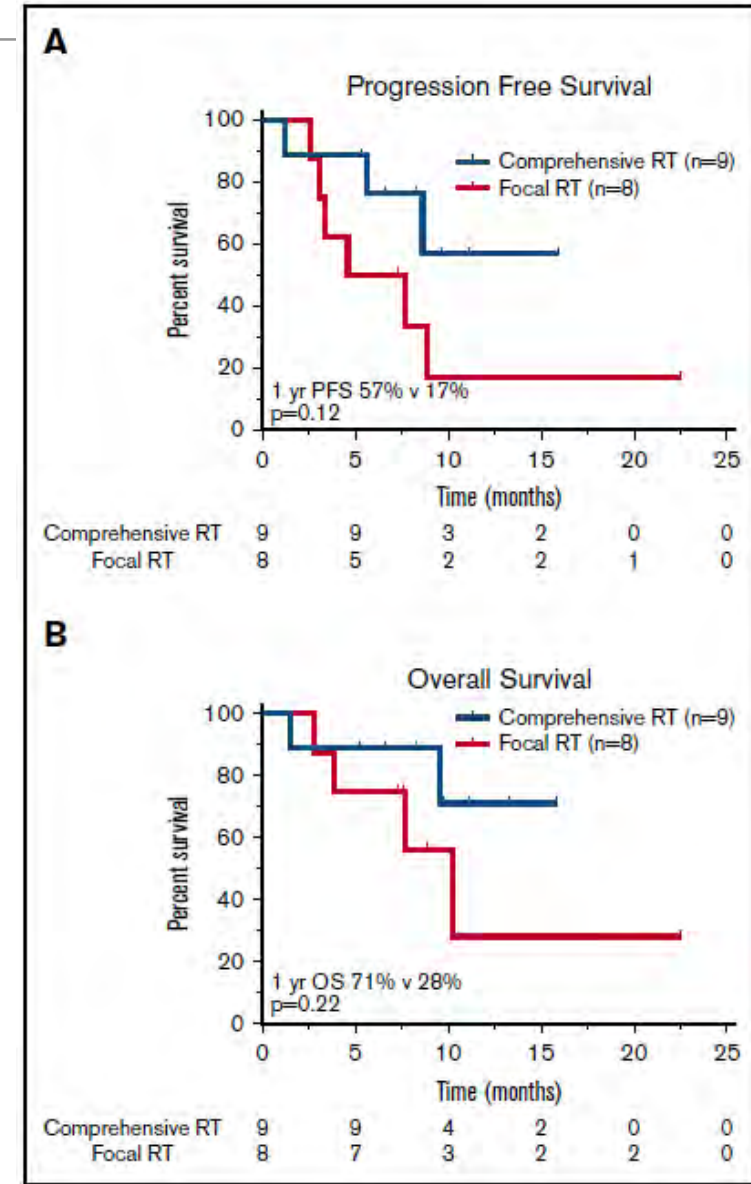 A
Progression Free Survival
Comprehensive RT (n=9)
Focal RT (n=8)
Percent survival
100
80
60
40
20
0
1 yr PFS 57% v 17%
p=0.12
0 5 10 15 20 25
Time (months)
Comprehensive RT 9 9 3 2 0 0
Focal RT 8 5 2 2 1 0
B
Overall Survival
Comprehensive RT (n=9)
Focal RT (n=8)
Percent survival
100
80
60
40
20
0
1 yr OS 71% v 28%
p=0.22
0 5 10 15 20 25
Time (months)
Comprehensive RT 9 9 4 2 0 0
Focal RT 8 7 3 2 2 0